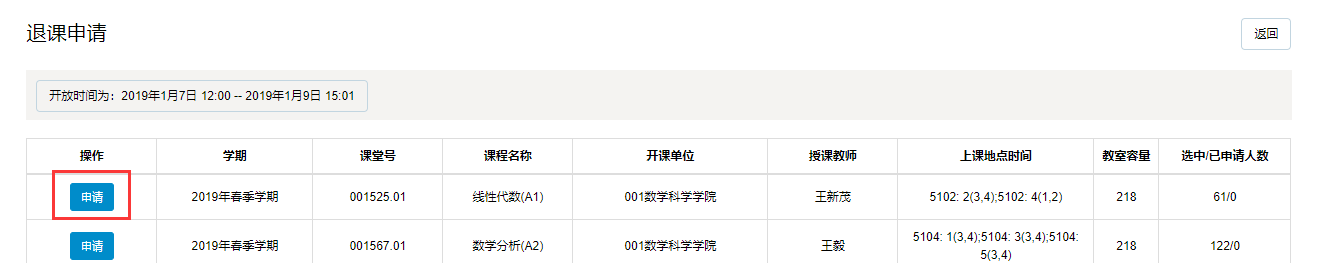 退课申请
返回
开放时间为：2019年1月7日 12:00 -- 2019年1月9日 15:01
操作 学期 课堂号 课程名称 开课单位 授课教师 上课地点时间 教室容量 选中/已申请人数
申请 2019年春季学期 001525.01 线性代数(A1) 001数学科学学院 王新茂 5102: 2(3,4);5102: 4(1,2) 218 61/0
申请 2019年春季学期 001567.01 数学分析(A2) 001数学科学学院 王毅 5104: 1(3,4);5104: 3(3,4);5104: 218 122/0
5(3,4)